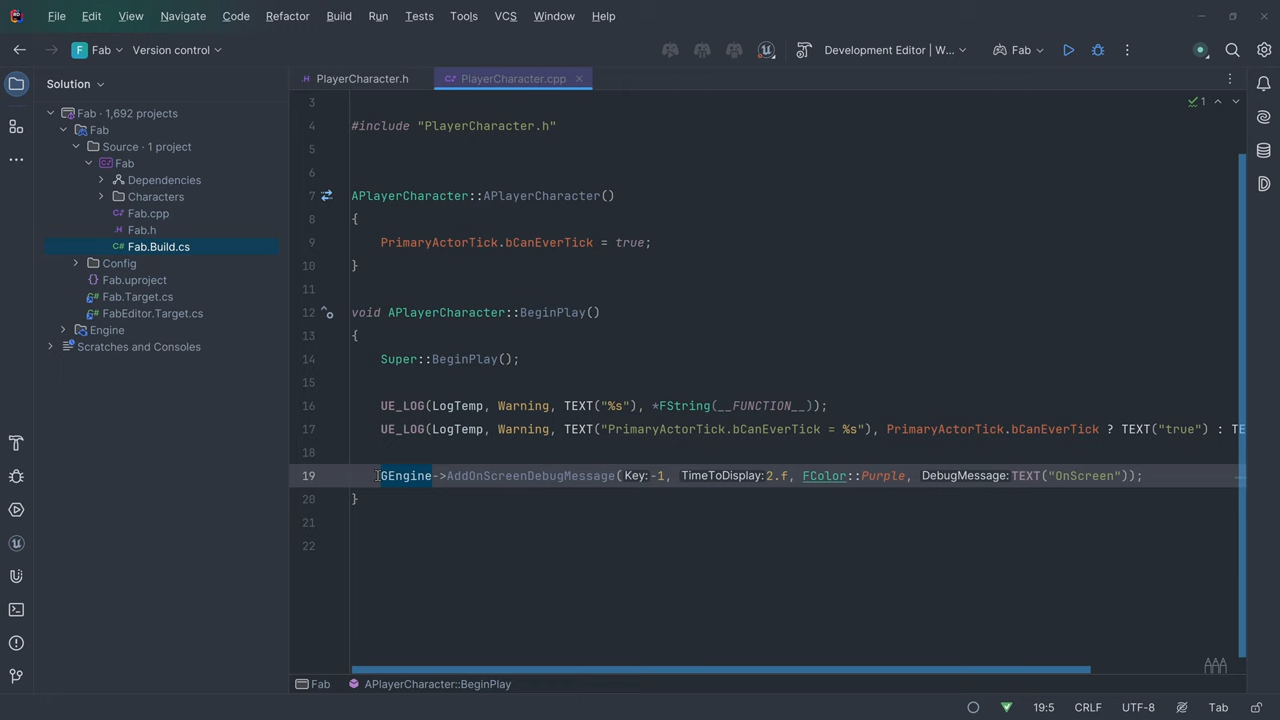 File Edit View Navigate Code Refactor Build Run Tests Tools VCS Window Help
F Fab Version control Development Editor | W... Fab
Solution PlayerCharacter.h PlayerCharacter.cpp
Fab · 1,692 projects
Fab
Source · 1 project
Fab
Dependencies
Characters
Fab.cpp
Fab.h
Fab.Build.cs
Config
Fab.uproject
Fab.Target.cs
FabEditor.Target.cs
Engine
Scratches and Consoles
1
3
4 #include "PlayerCharacter.h"
5
6
7 APlayerCharacter::APlayerCharacter()
8 {
9 PrimaryActorTick.bCanEverTick = true;
10 }
11
12 void APlayerCharacter::BeginPlay()
13 {
14 Super::BeginPlay();
15
16 UE_LOG(LogTemp, Warning, TEXT("%s"), *FString(__FUNCTION__));
17 UE_LOG(LogTemp, Warning, TEXT("PrimaryActorTick.bCanEverTick = %s"), PrimaryActorTick.bCanEverTick ? TEXT("true") : TE
18
19 GEngine->AddOnScreenDebugMessage(Key:-1, TimeToDisplay:2.f, FColor::Purple, DebugMessage:TEXT("OnScreen"));
20 }
21
22
Fab APlayerCharacter::BeginPlay
19:5 CRLF UTF-8 Tab